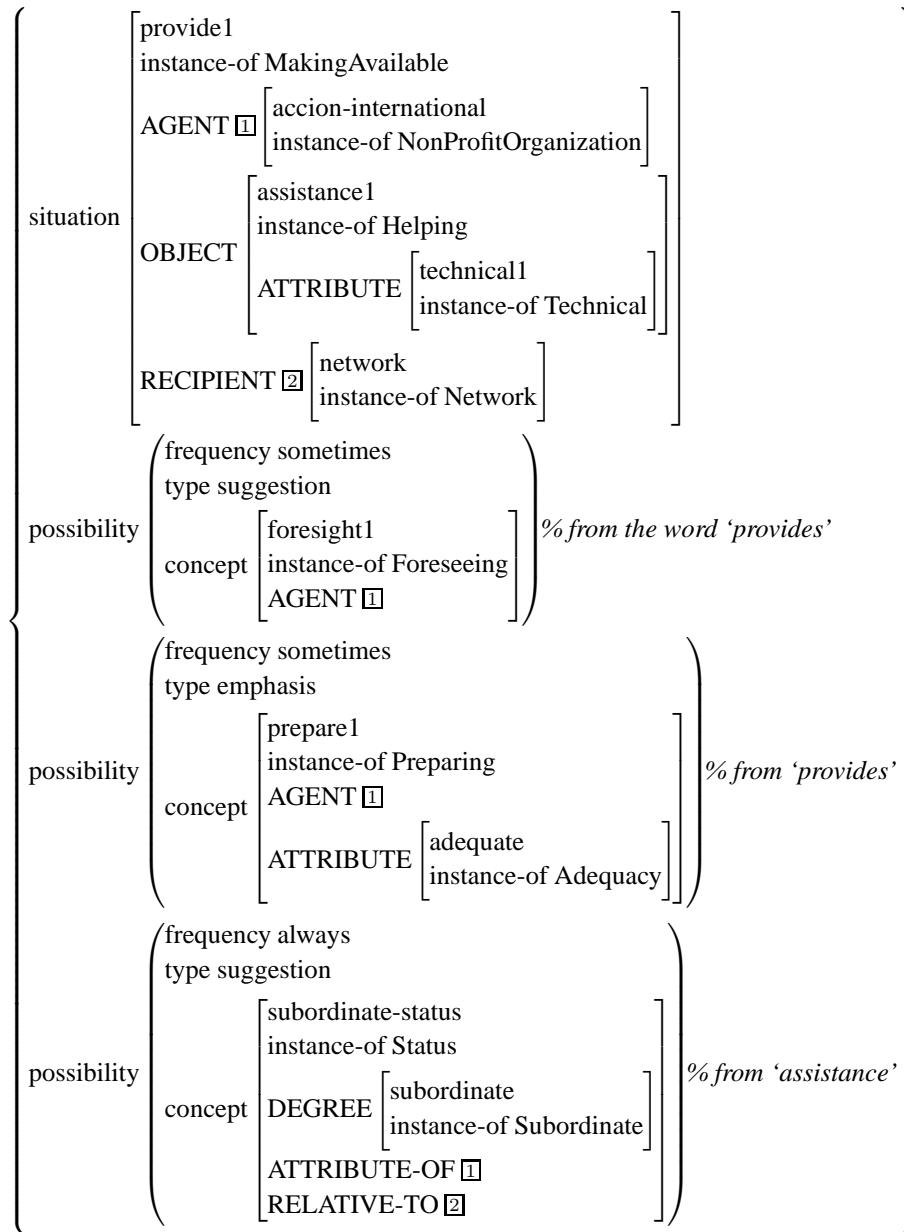 provide1
instance-of MakingAvailable
AGENT 1 accion-international
instance-of NonProfitOrganization
situation
OBJECT
assistance1
instance-of Helping
ATTRIBUTE technical1
instance-of Technical
RECIPIENT 2 network
instance-of Network
possibility
frequency sometimes
type suggestion
concept
foresight1
instance-of Foreseeing
AGENT 1
% from the word ‘provides’
possibility
frequency sometimes
type emphasis
concept
prepare1
instance-of Preparing
AGENT 1
ATTRIBUTE adequate
instance-of Adequacy
% from ‘provides’
possibility
frequency always
type suggestion
concept
subordinate-status
instance-of Status
DEGREE subordinate
instance-of Subordinate
ATTRIBUTE-OF 1
RELATIVE-TO 2
% from ‘assistance’